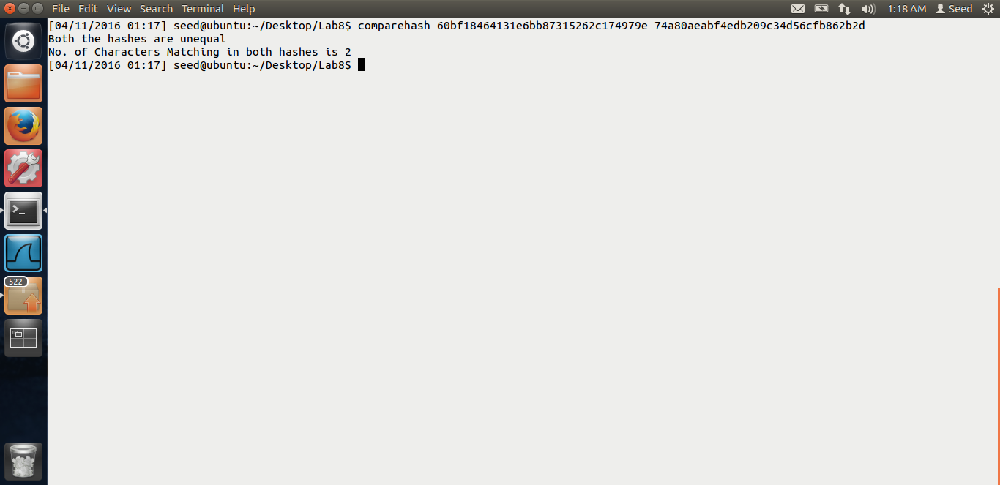 File Edit View Search Terminal Help 1:18 AM Seed
[04/11/2016 01:17] seed@ubuntu:~/Desktop/Lab8$ comparehash 60bf18464131e6bb87315262c174979e 74a80aeabf4edb209c34d56cfb862b2d
Both the hashes are unequal
No. of Characters Matching in both hashes is 2
[04/11/2016 01:17] seed@ubuntu:~/Desktop/Lab8$
522